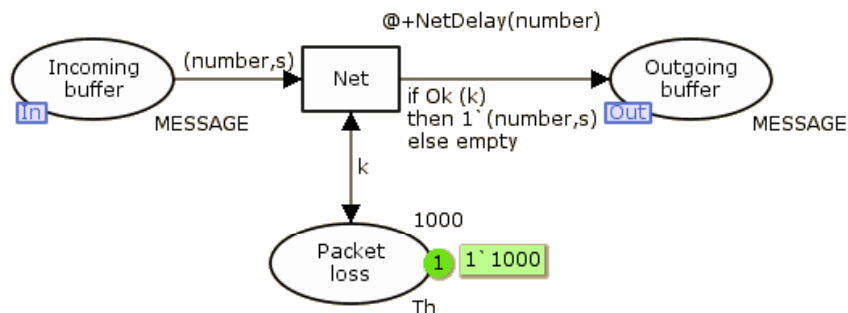 @+NetDelay(number)
Incoming
buffer
(number,s)
Net
Outgoing
buffer
In
MESSAGE
if Ok (k)
then 1`(number,s)
else empty
Out
MESSAGE
k
1000
Packet
loss
1
1`1000
Th